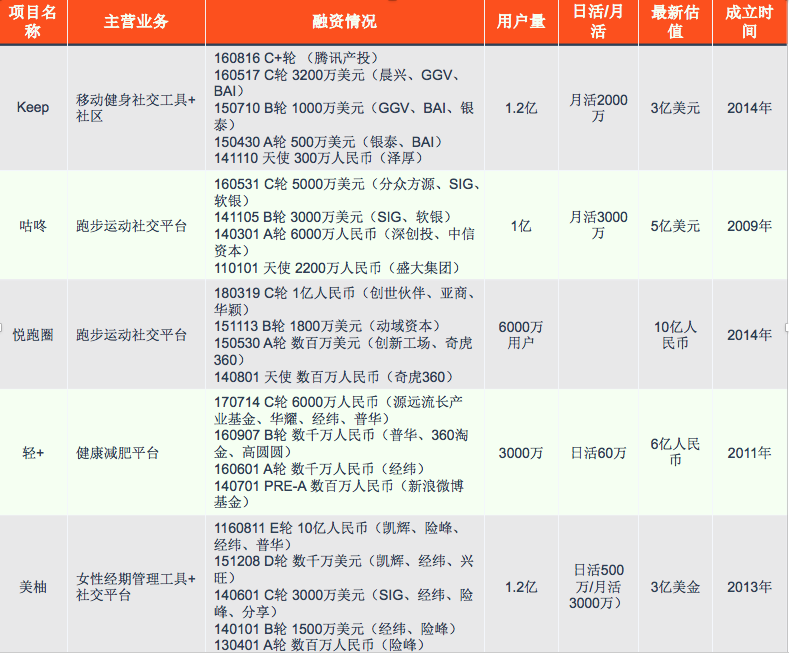 项目名称
主营业务
融资情况
用户量
日活/月活
最新估值
成立时间
Keep
移动健身社交工具+
社区
160816 C+轮 （腾讯产投）
160517 C轮 3200万美元（晨兴、GGV、
BAI）
150710 B轮 1000万美元（GGV、BAI、银
泰）
150430 A轮 500万美元（银泰、BAI）
141110 天使 300万人民币（泽厚）
1.2亿
月活2000
万
3亿美元
2014年
咕咚
跑步运动社交平台
160531 C轮 5000万美元（分众方源、SIG、
软银）
141105 B轮 3000万美元（SIG、软银）
140301 A轮 6000万人民币（深创投、中信
资本）
110101 天使 2200万人民币（盛大集团）
1亿
月活3000
万
5亿美元
2009年
悦跑圈
跑步运动社交平台
180319 C轮 1亿人民币（创世伙伴、亚商、
华颖）
151113 B轮 1800万美元（动域资本）
150530 A轮 数百万美元（创新工场、奇虎
360）
140801 天使 数百万人民币（奇虎360）
6000万
用户
10亿人
民币
2014年
轻+
健康减肥平台
170714 C轮 6000万人民币（源远流长产
业基金、华耀、经纬、普华）
160907 B轮 数千万人民币（普华、360淘
金、高圆圆）
160601 A轮 数千万人民币（经纬）
140701 PRE-A 数百万人民币（新浪微博
基金）
3000万
日活60万
6亿人民
币
2011年
美柚
女性经期管理工具+
社交平台
1160811 E轮 10亿人民币（凯辉、险峰、
经纬、普华）
151208 D轮 数千万美元（凯辉、经纬、兴
旺）
140601 C轮 3000万美元（SIG、经纬、险
峰、分享）
140101 B轮 1500万美元（经纬、险峰）
130401 A轮 数百万人民币（险峰）
1.2亿
日活500
万/月活
3000万）
3亿美金
2013年